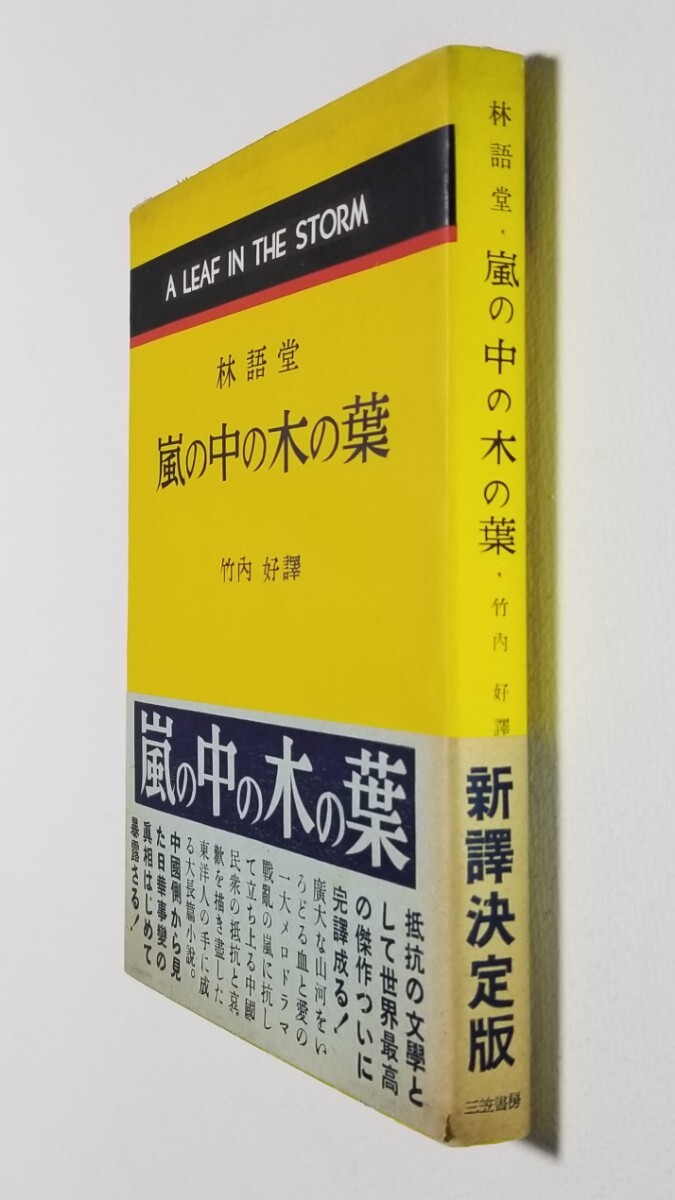 A LEAF IN THE STORM
林語堂
嵐の中の木の葉
竹內 好譯
嵐の中の木の葉
抵抗の文學と
して世界最高
の傑作ついに
完譯成る！
廣大な山河をい
ろどる血と愛の
一大メロドラマ
戰亂の嵐に抗し
て立ち上る中國
民衆の抵抗と哀
歡を描き盡した
東洋人の手に成
る大長篇小說。
中國側から見
た日華事變の
眞相はじめて
暴露さる！
林語堂・嵐の中の木の葉・竹內 好譯
新譯決定版
三笠書房